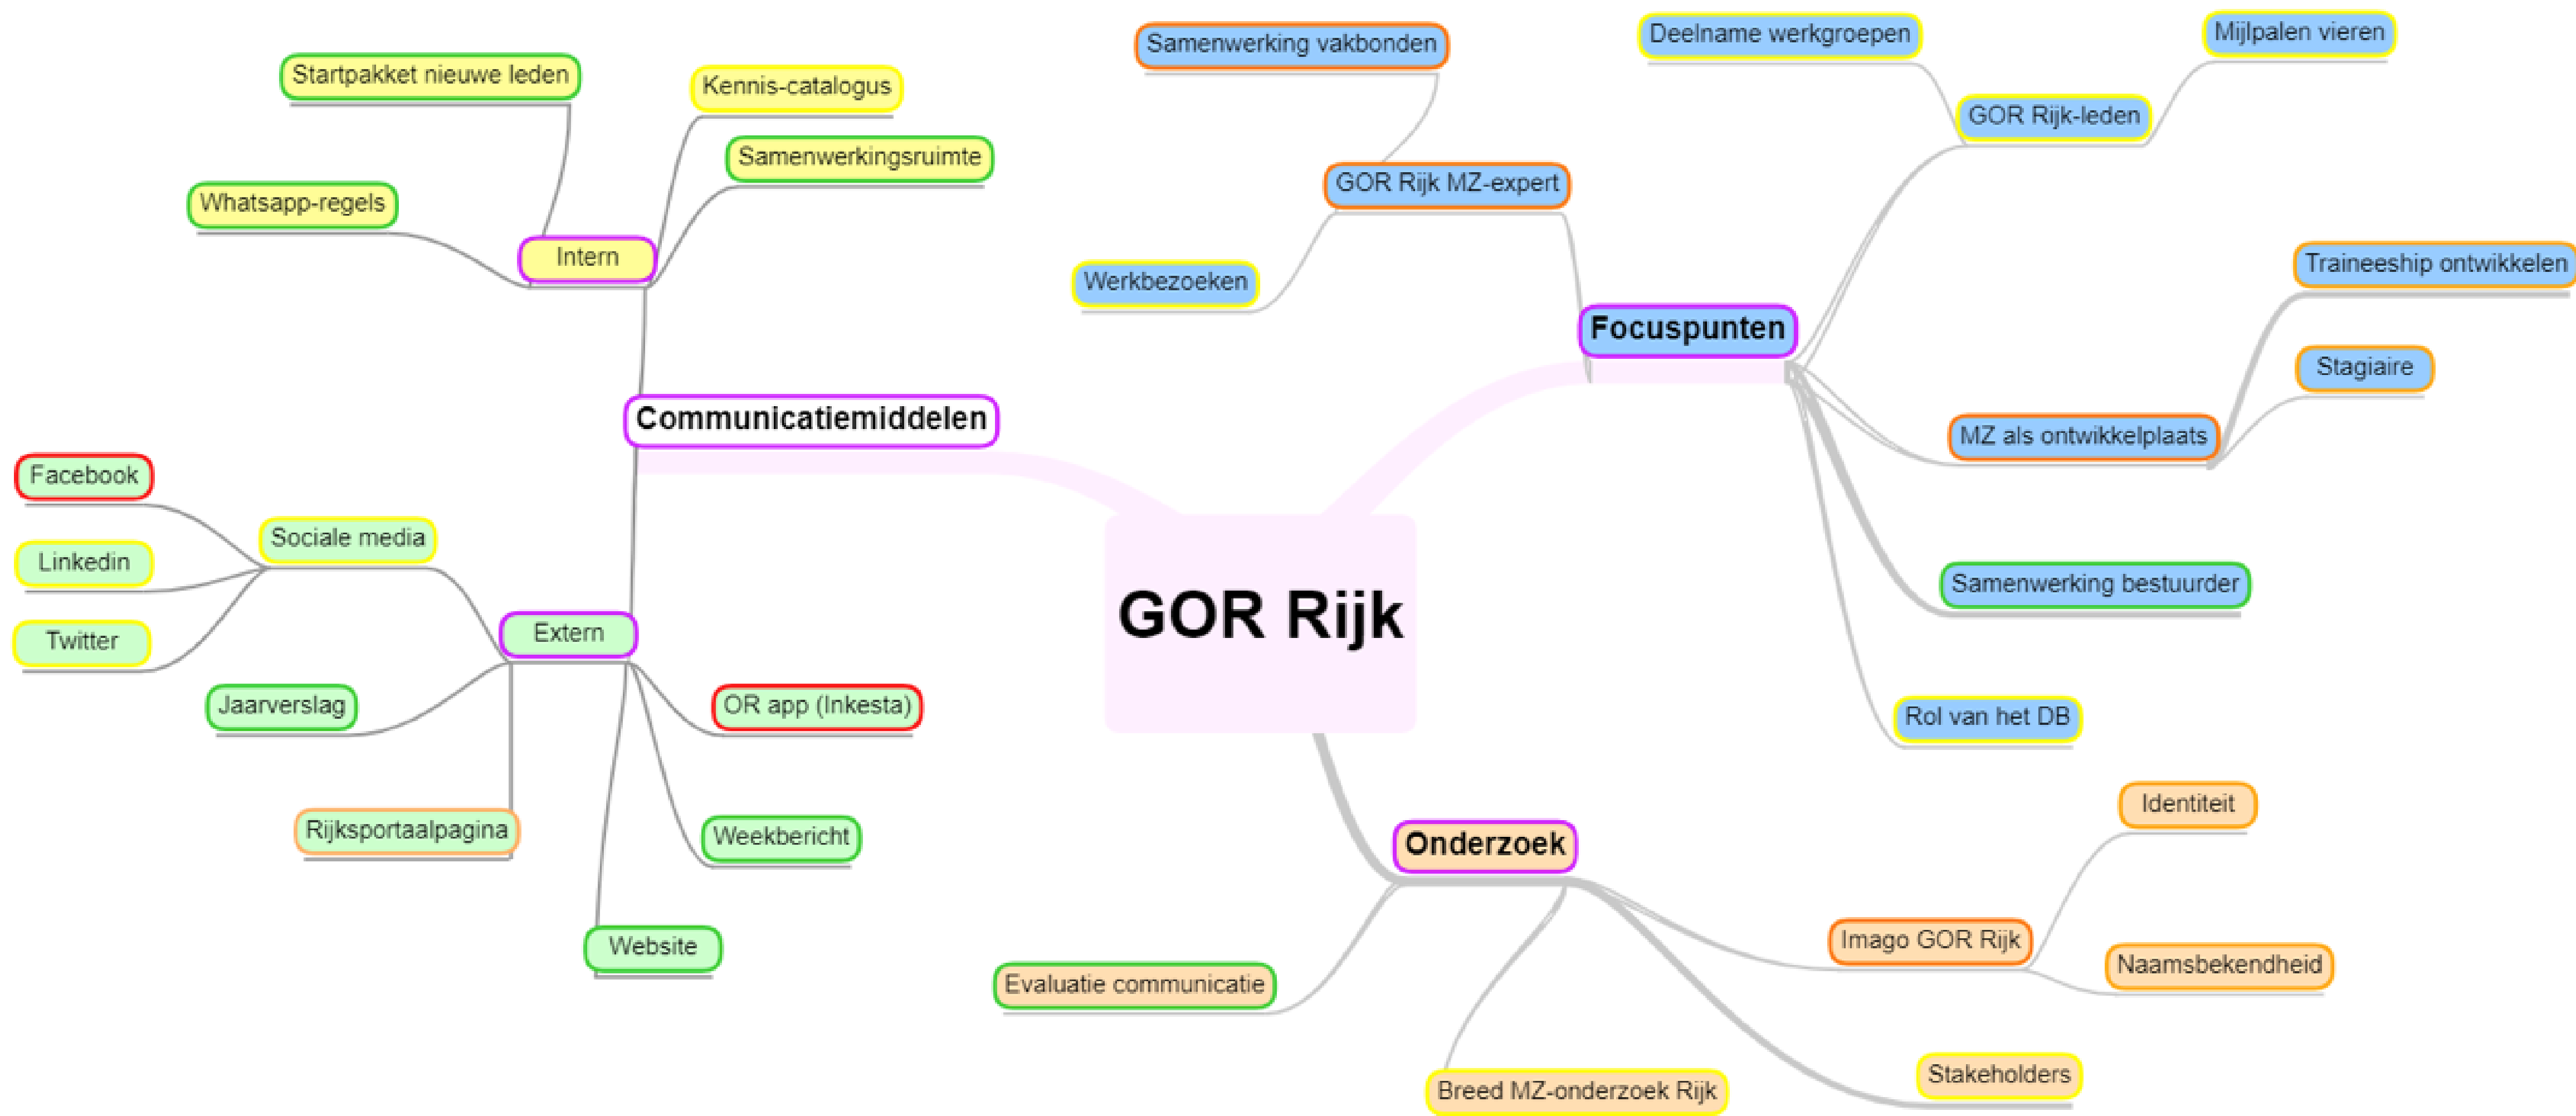 GOR Rijk
Communicatiemiddelen
Intern
Startpakket nieuwe leden
Whatsapp-regels
Kennis-catalogus
Samenwerkingsruimte
Extern
Sociale media
Facebook
Linkedin
Twitter
Jaarverslag
Rijksportaalpagina
Website
Weekbericht
OR app (Inkesta)
Focuspunten
GOR Rijk MZ-expert
Samenwerking vakbonden
Werkbezoeken
GOR Rijk-leden
Deelname werkgroepen
Mijlpalen vieren
MZ als ontwikkelplaats
Traineeship ontwikkelen
Stagiaire
Samenwerking bestuurder
Rol van het DB
Onderzoek
Imago GOR Rijk
Identiteit
Naamsbekendheid
Stakeholders
Breed MZ-onderzoek Rijk
Evaluatie communicatie